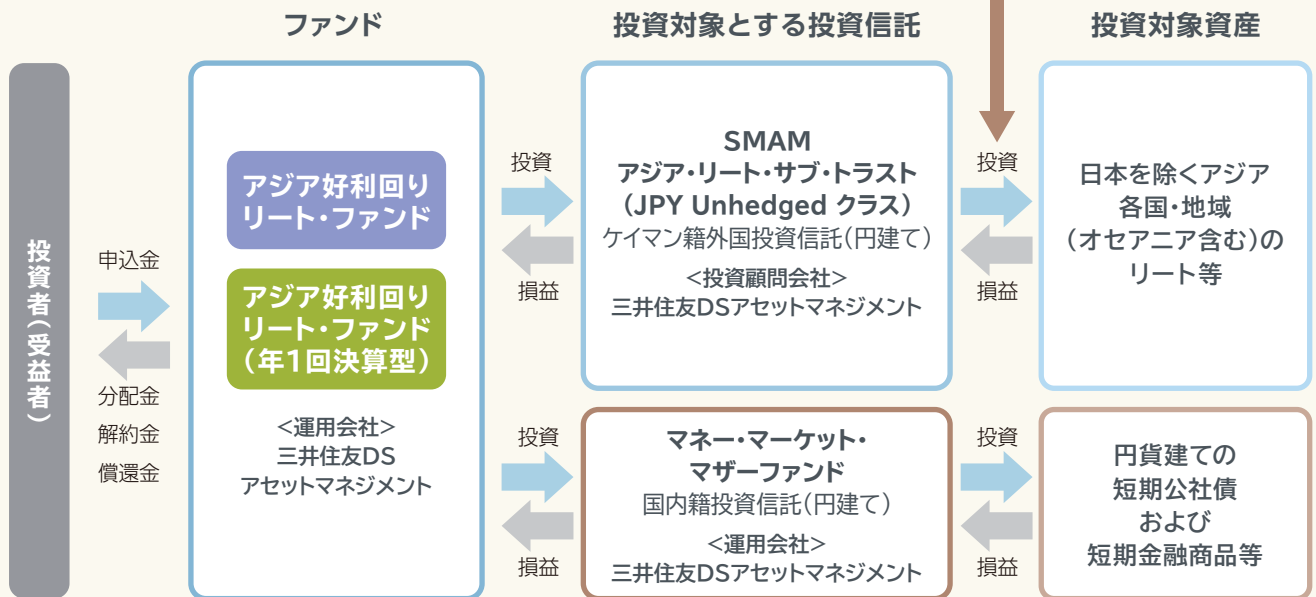 ファンド
投資対象とする投資信託
投資対象資産
投資者(受益者)
申込金
分配金
解約金
償還金
アジア好利回り
リート・ファンド
アジア好利回り
リート・ファンド
(年1回決算型)
<運用会社>
三井住友DS
アセットマネジメント
投資
損益
SMAM
アジア・リート・サブ・トラスト
(JPY Unhedged クラス)
ケイマン籍外国投資信託(円建て)
<投資顧問会社>
三井住友DSアセットマネジメント
投資
損益
日本を除くアジア
各国・地域
(オセアニア含む)の
リート等
投資
損益
マネー・マーケット・
マザーファンド
国内籍投資信託(円建て)
<運用会社>
三井住友DSアセットマネジメント
投資
損益
円貨建ての
短期公社債
および
短期金融商品等